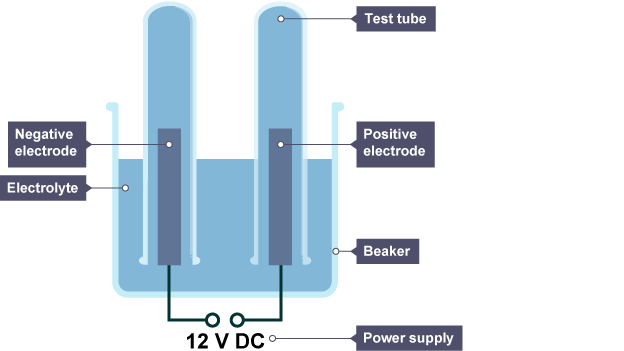 Test tube
Negative
electrode
Positive
electrode
Electrolyte
Beaker
12 V DC
Power supply